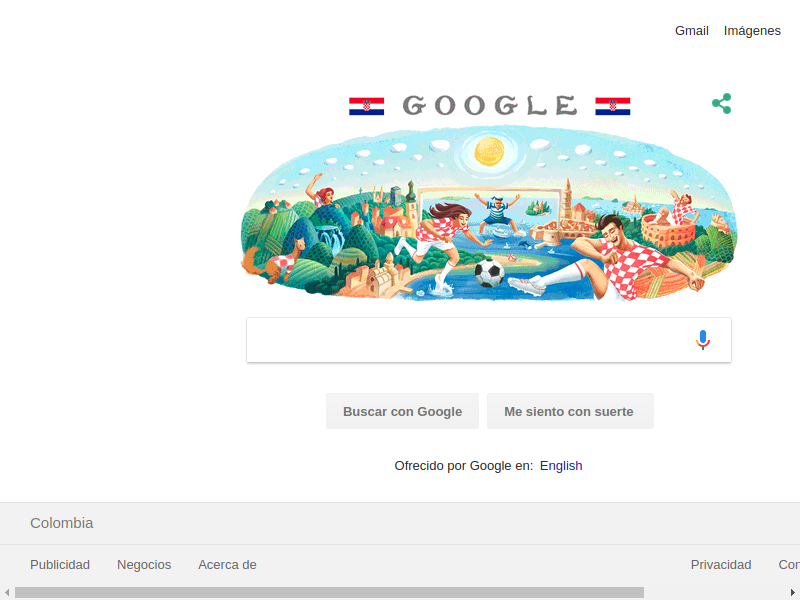 Gmail Imágenes
GOOGLE
Buscar con Google Me siento con suerte
Ofrecido por Google en: English
Colombia
Publicidad Negocios Acerca de Privacidad